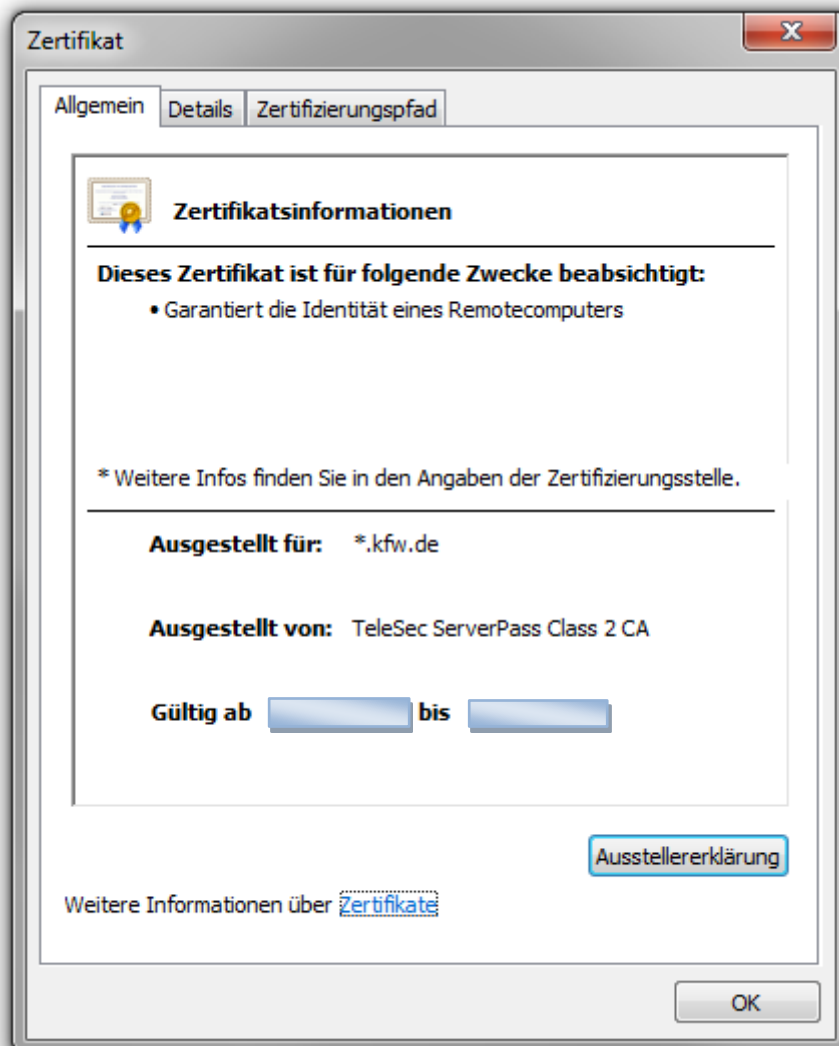 Zertifikat
Allgemein Details Zertifizierungspfad
Zertifikatsinformationen
Dieses Zertifikat ist für folgende Zwecke beabsichtigt:
• Garantiert die Identität eines Remotecomputers
* Weitere Infos finden Sie in den Angaben der Zertifizierungsstelle.
Ausgestellt für: *.kfw.de
Ausgestellt von: TeleSec ServerPass Class 2 CA
Gültig ab bis
Ausstellererklärung
Weitere Informationen über Zertifikate
OK